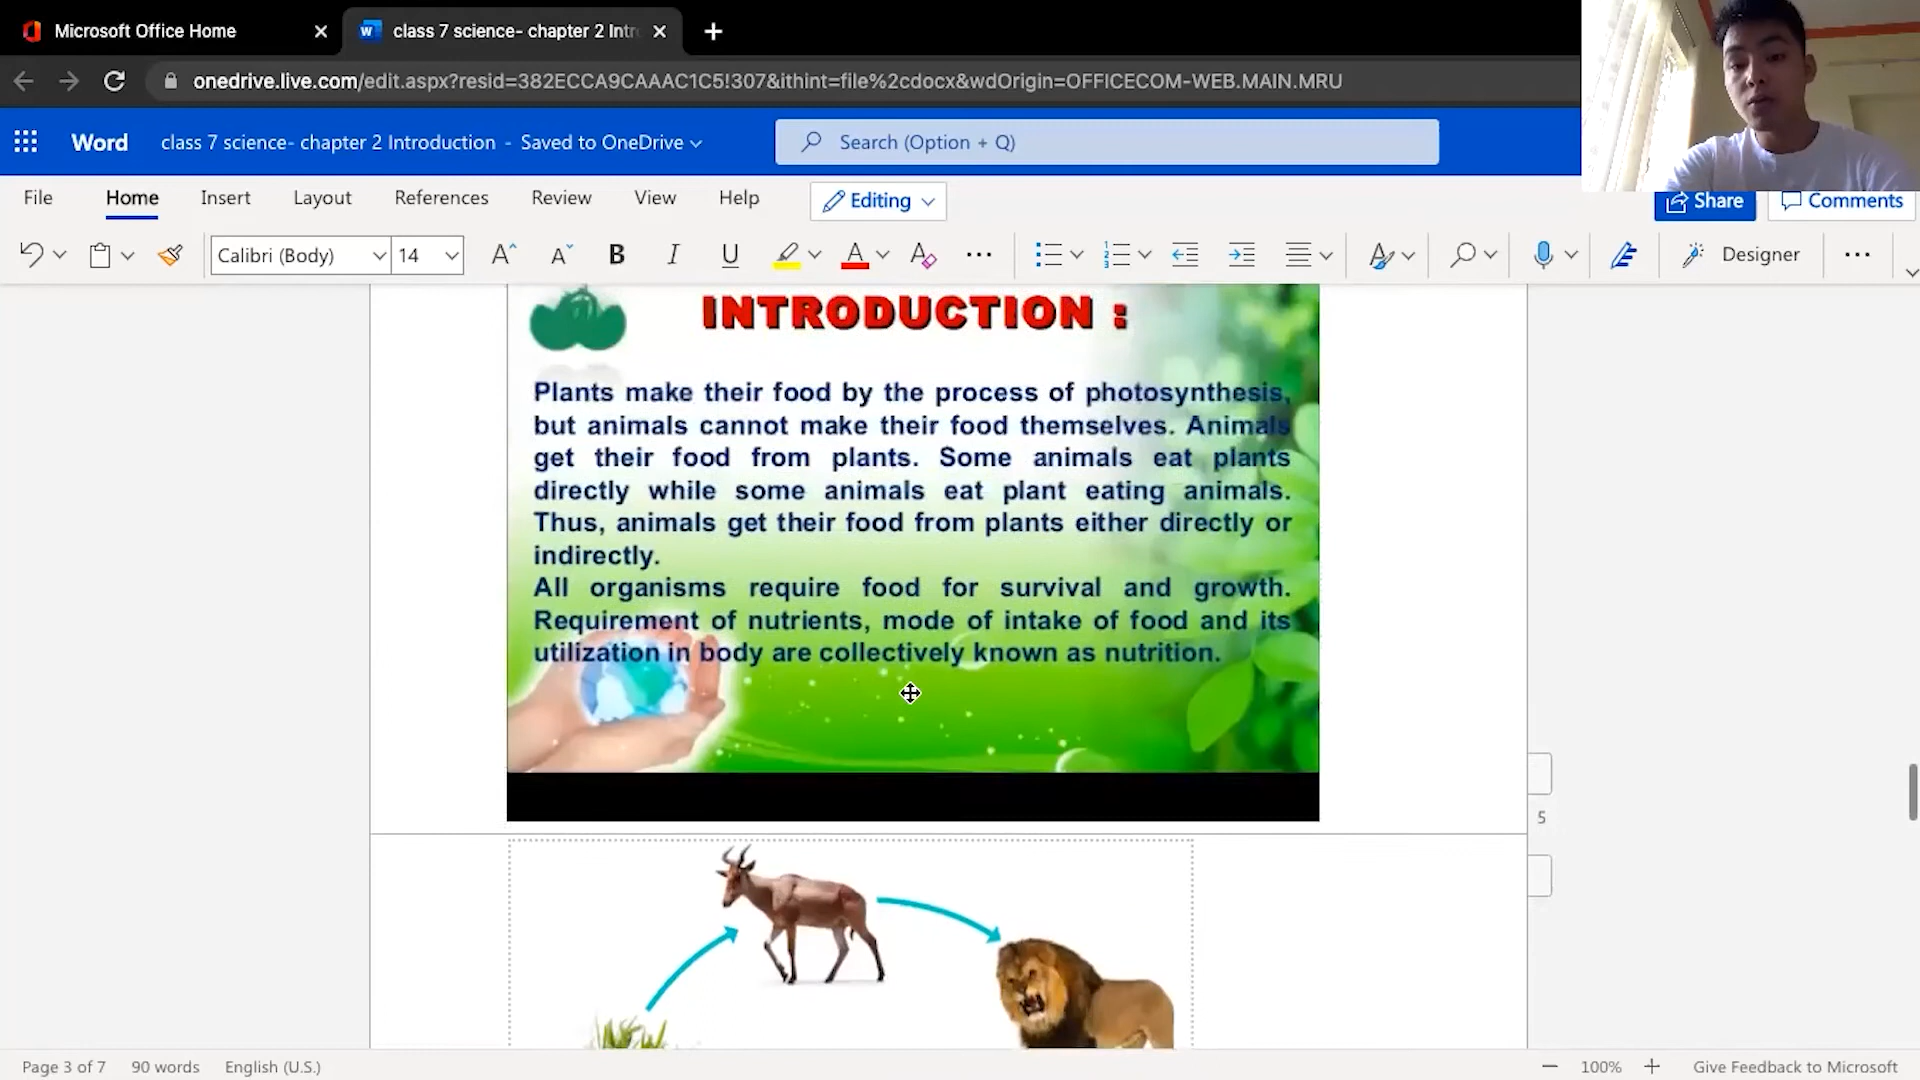 Microsoft Office Home
class 7 science- chapter 2 Intr
onedrive.live.com/edit.aspx?resid=382ECCA9CAAAC1C5!307&ithint=file%2cdocx&wdOrigin=OFFICECOM-WEB.MAIN.MRU
Word class 7 science- chapter 2 Introduction - Saved to OneDrive Search (Option + Q)
File Home Insert Layout References Review View Help Editing Share Comments
Calibri (Body) 14 A A B I U A A Designer
INTRODUCTION :
Plants make their food by the process of photosynthesis,
but animals cannot make their food themselves. Animals
get their food from plants. Some animals eat plants
directly while some animals eat plant eating animals.
Thus, animals get their food from plants either directly or
indirectly.
All organisms require food for survival and growth.
Requirement of nutrients, mode of intake of food and its
utilization in body are collectively known as nutrition.
5
Page 3 of 7 90 words English (U.S.) 100% Give Feedback to Microsoft